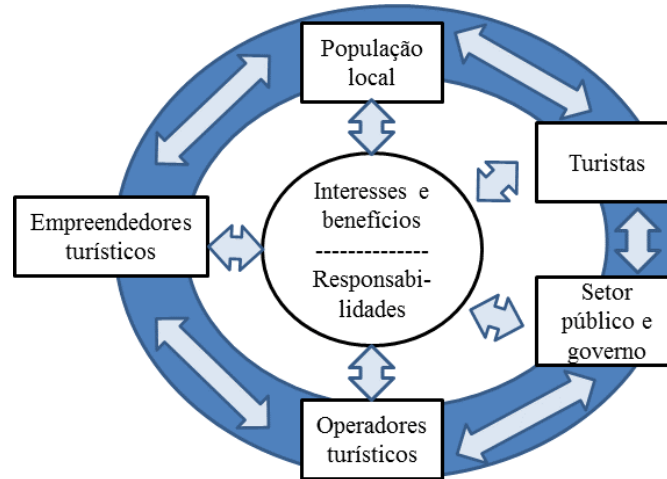 População
local
Turistas
Empreendedores
turísticos
Interesses e
benefícios
------------
Responsabi-
lidades
Setor
público e
governo
Operadores
turísticos